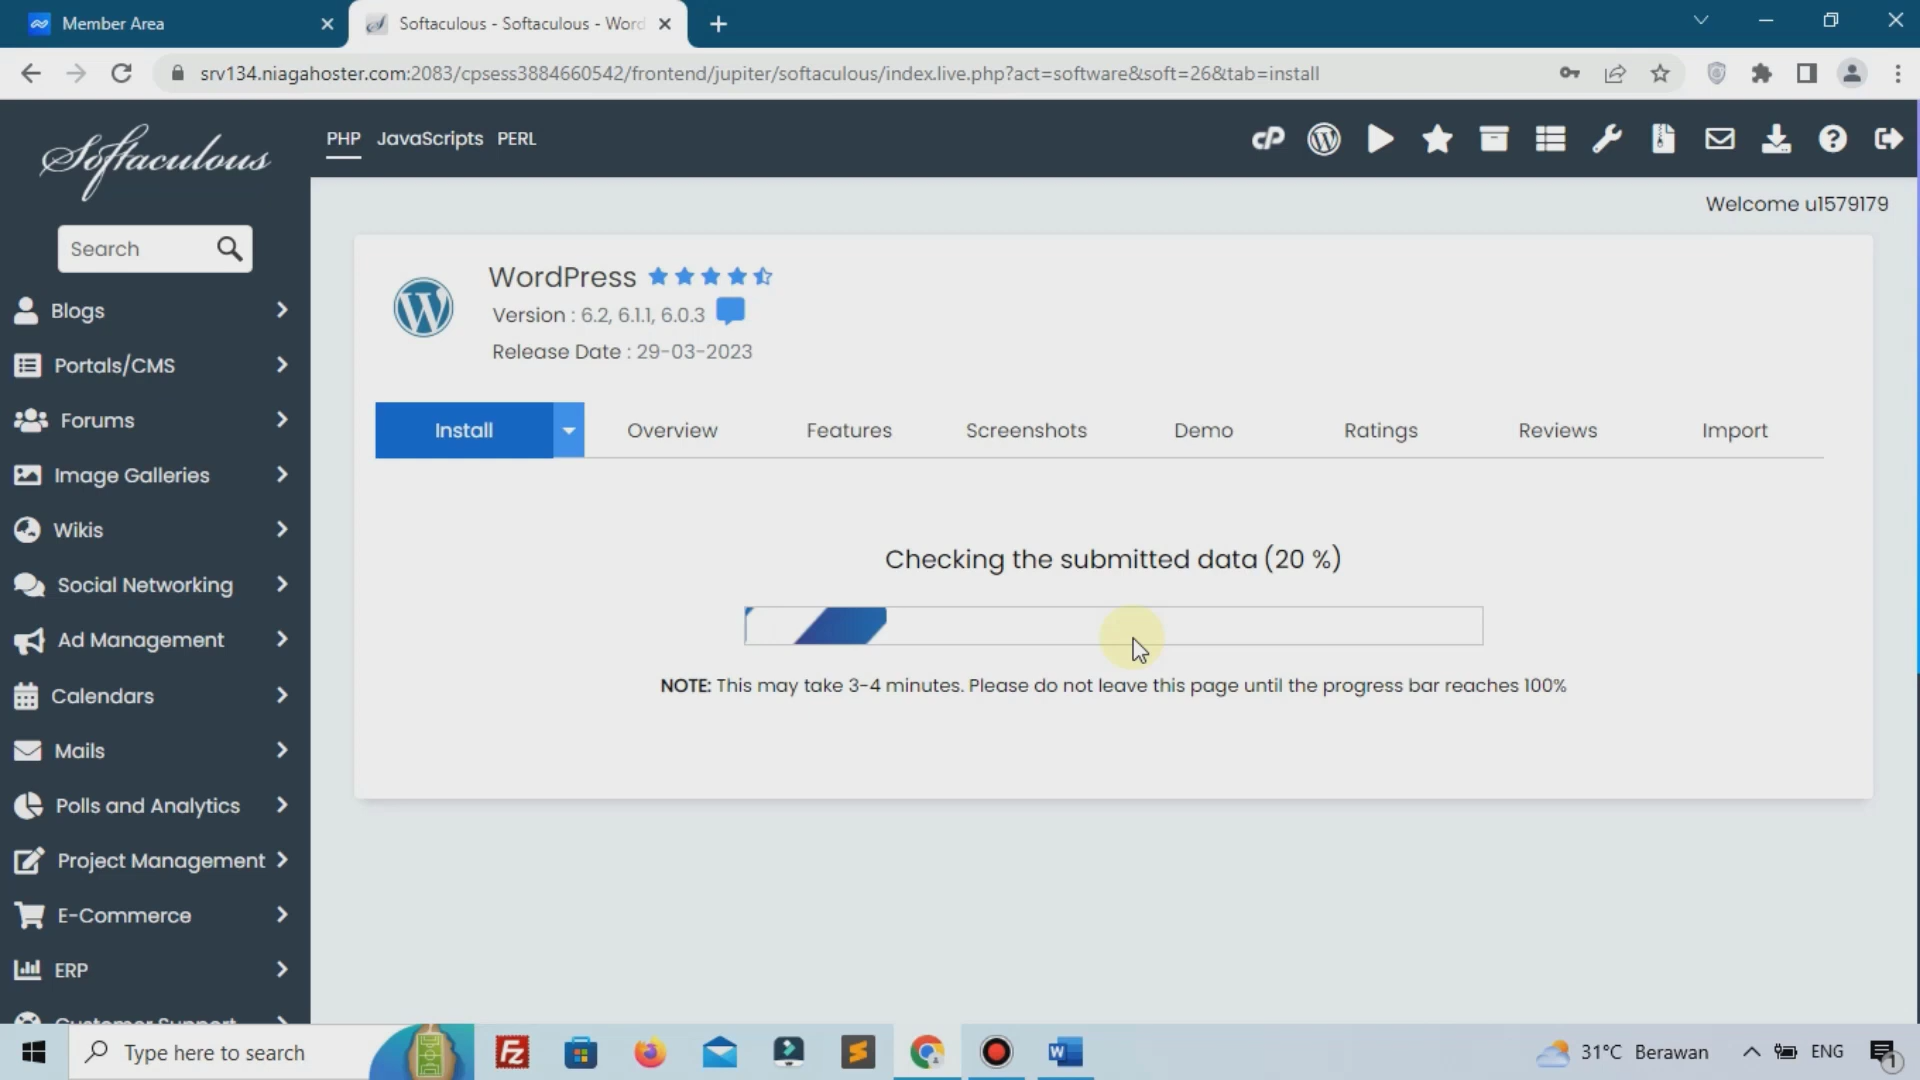 Member Area
Softaculous - Softaculous - Word
srv134.niagahoster.com:2083/cpsess3884660542/frontend/jupiter/softaculous/index.live.php?act=software&soft=26&tab=install
Softaculous
PHP JavaScripts PERL
cP
Welcome u1579179
Search
Blogs
Portals/CMS
Forums
Image Galleries
Wikis
Social Networking
Ad Management
Calendars
Mails
Polls and Analytics
Project Management
E-Commerce
ERP
Customer Support
WordPress
Version : 6.2, 6.1.1, 6.0.3
Release Date : 29-03-2023
Install Overview Features Screenshots Demo Ratings Reviews Import
Checking the submitted data (20 %)
NOTE: This may take 3-4 minutes. Please do not leave this page until the progress bar reaches 100%
Type here to search
31°C Berawan
ENG
1